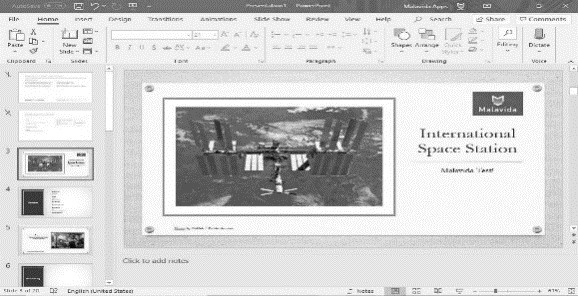 AutoSave
Presentation1 - PowerPoint
Malavida Apps
File Home Insert Design Transitions Animations Slide Show Review View Help Search Share Comments
Paste
New
Slide
Shapes Arrange Quick
Styles
Editing
Dictate
Clipboard Slides Font Paragraph Drawing Voice
3
4
5
6
Malavida
International
Space Station
Malavida Test
Click to add notes
Slide 3 of 20 English (United States) Notes 61%